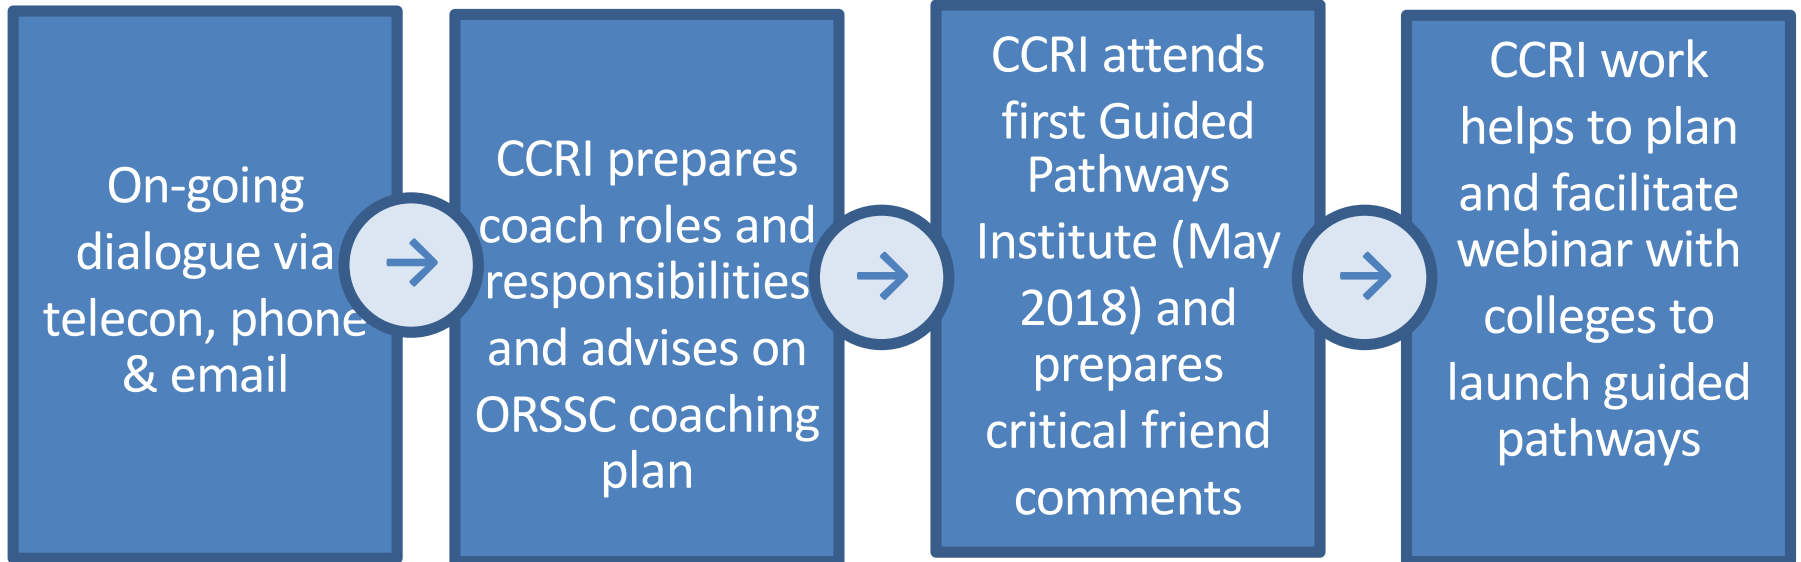 On-going
dialogue via
telecon, phone
& email
CCRI prepares
coach roles and
responsibilities
and advises on
ORSSC coaching
plan
CCRI attends
first Guided
Pathways
Institute (May
2018) and
prepares
critical friend
comments
CCRI work
helps to plan
and facilitate
webinar with
colleges to
launch guided
pathways